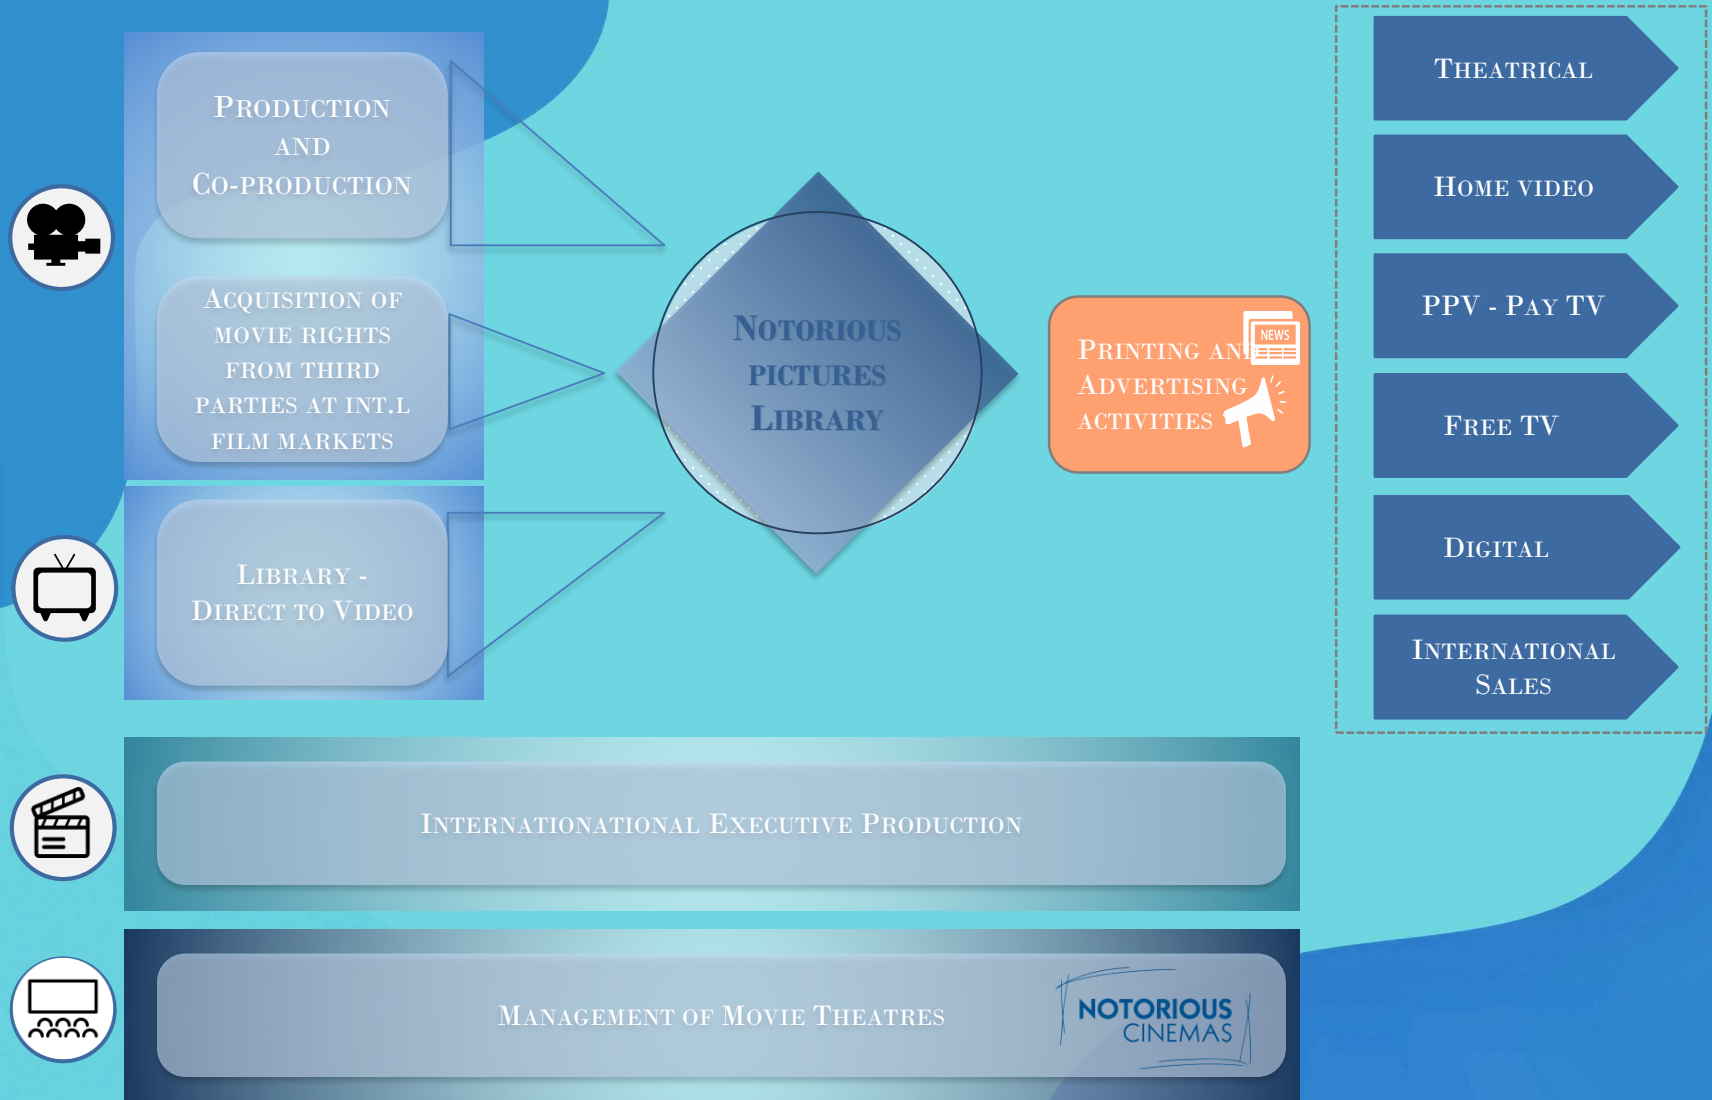 Production
and
Co-production
Acquisition of
movie rights
from third
parties at int.l
film markets
Library -
Direct to Video
Notorious
pictures
Library
Printing and
Advertising
activities
NEWS
Theatrical
Home video
PPV - Pay TV
Free TV
Digital
International
Sales
Internationational Executive Production
Management of Movie Theatres
NOTORIOUS
CINEMAS